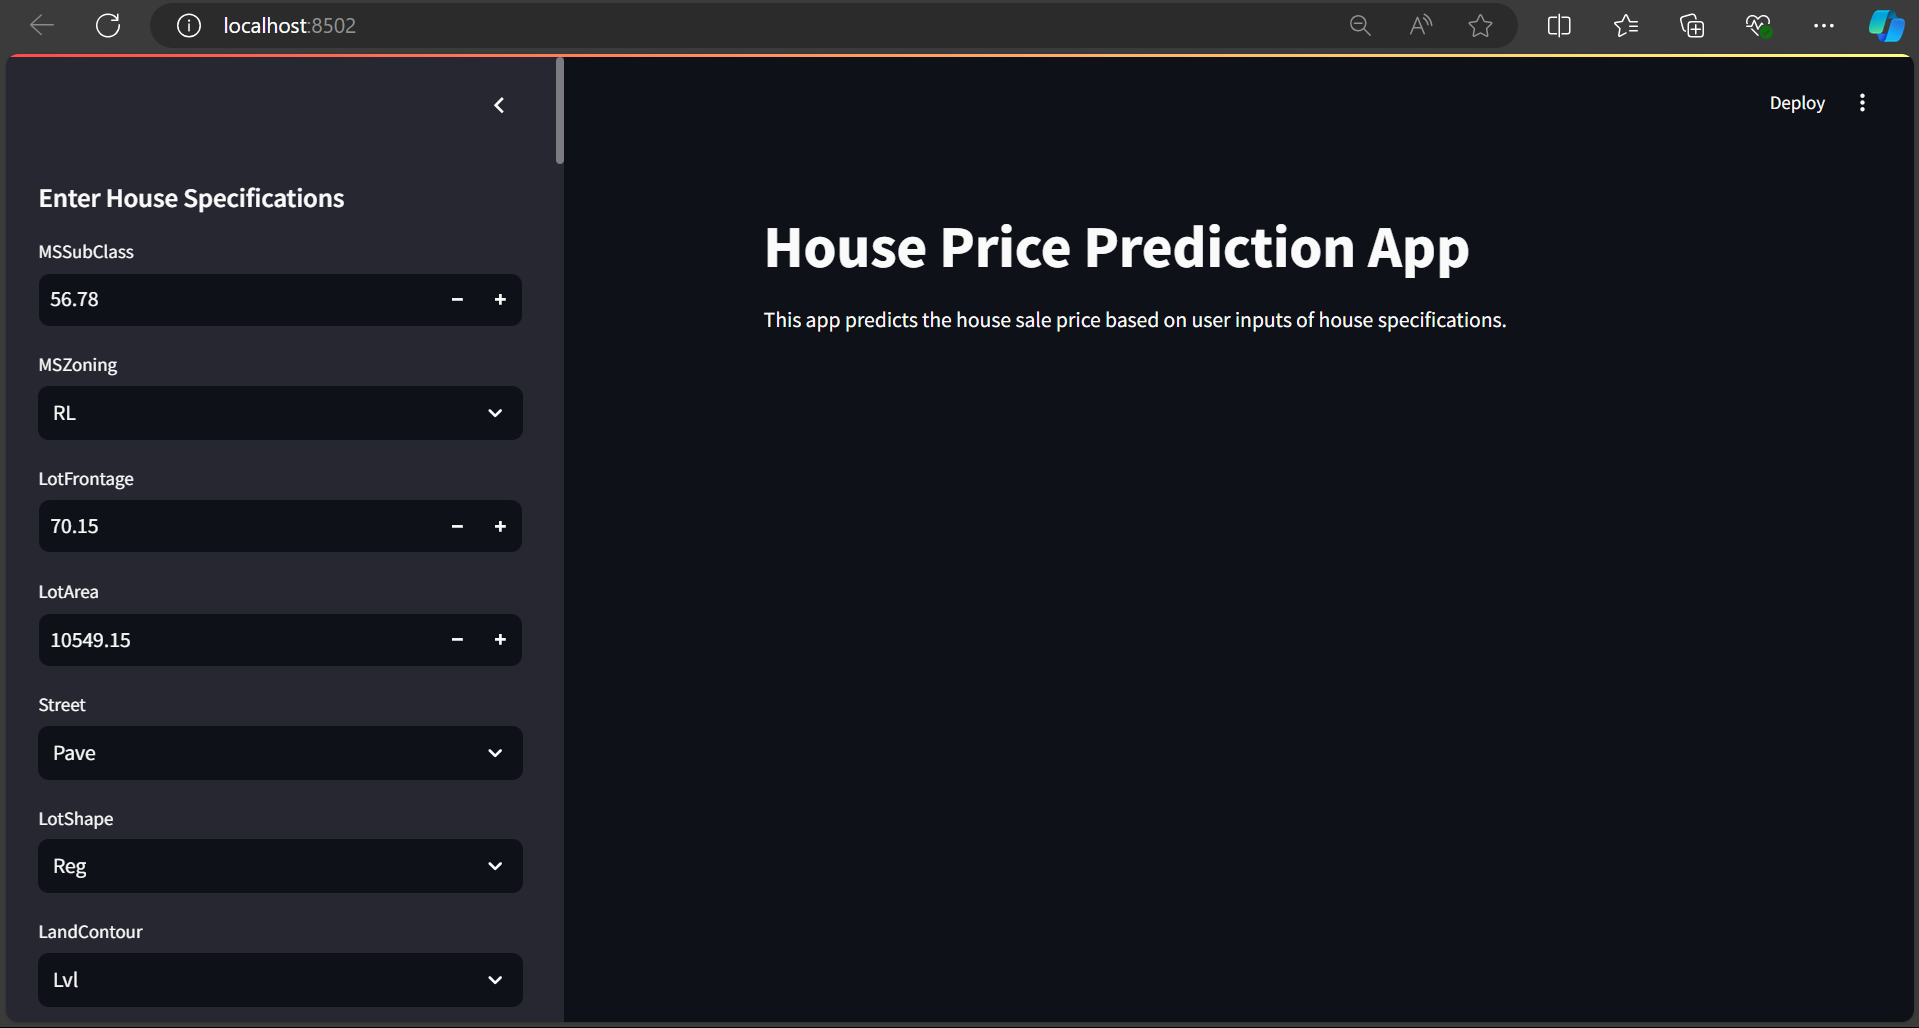 localhost:8502
Deploy
Enter House Specifications
MSSubClass
56.78
MSZoning
RL
LotFrontage
70.15
LotArea
10549.15
Street
Pave
LotShape
Reg
LandContour
Lvl
House Price Prediction App
This app predicts the house sale price based on user inputs of house specifications.